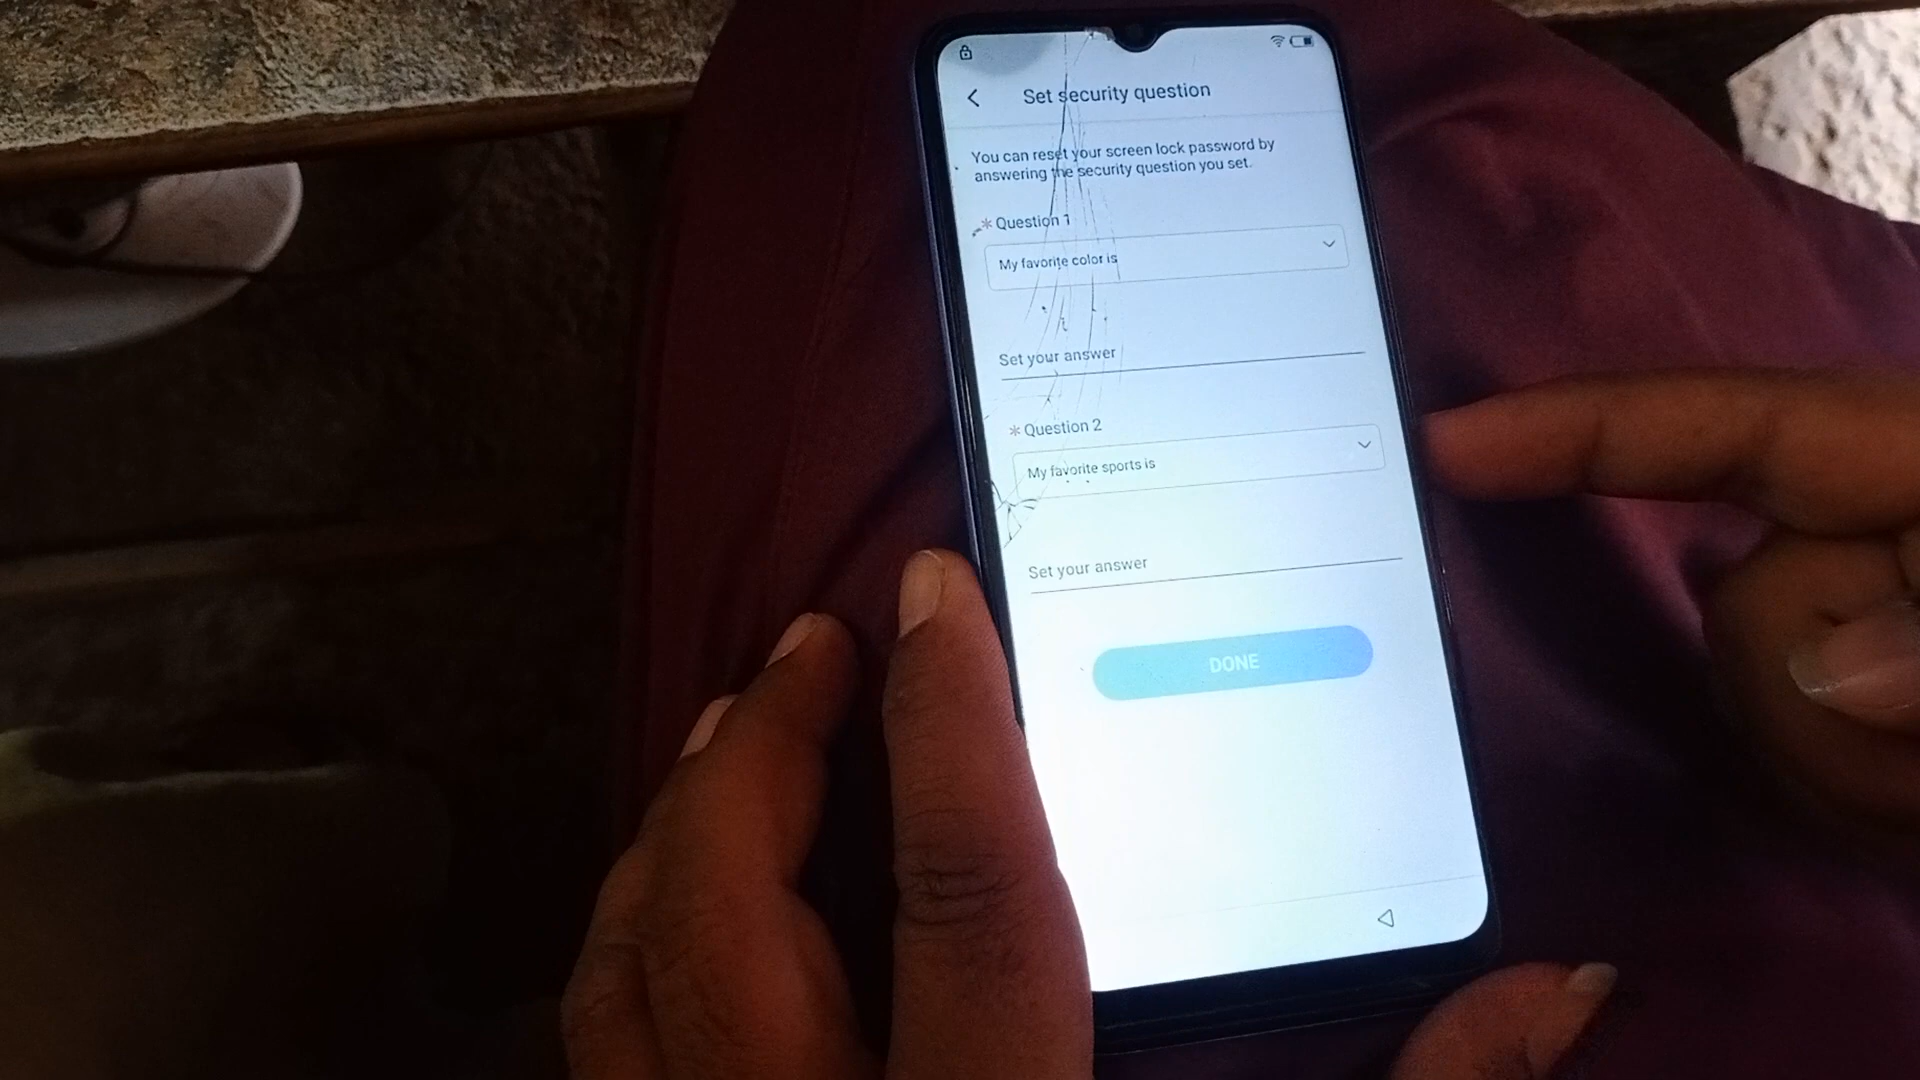 Set security question
You can reset your screen lock password by
answering the security question you set.
* Question 1
My favorite color is
Set your answer
* Question 2
My favorite sports is
Set your answer
DONE